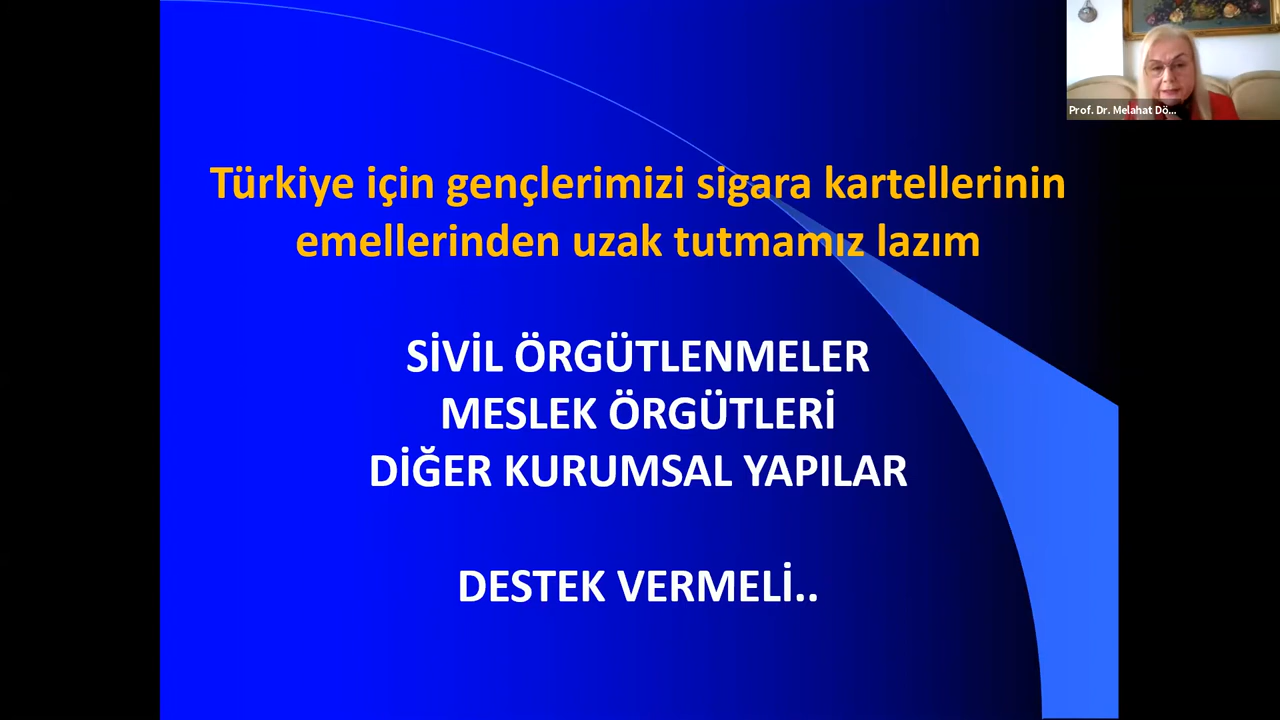 Prof. Dr. Melahat Dö...
Türkiye için gençlerimizi sigara kartellerinin
emellerinden uzak tutmamız lazım
SİVİL ÖRGÜTLENMELER
MESLEK ÖRGÜTLERİ
DİĞER KURUMSAL YAPILAR
DESTEK VERMELİ..